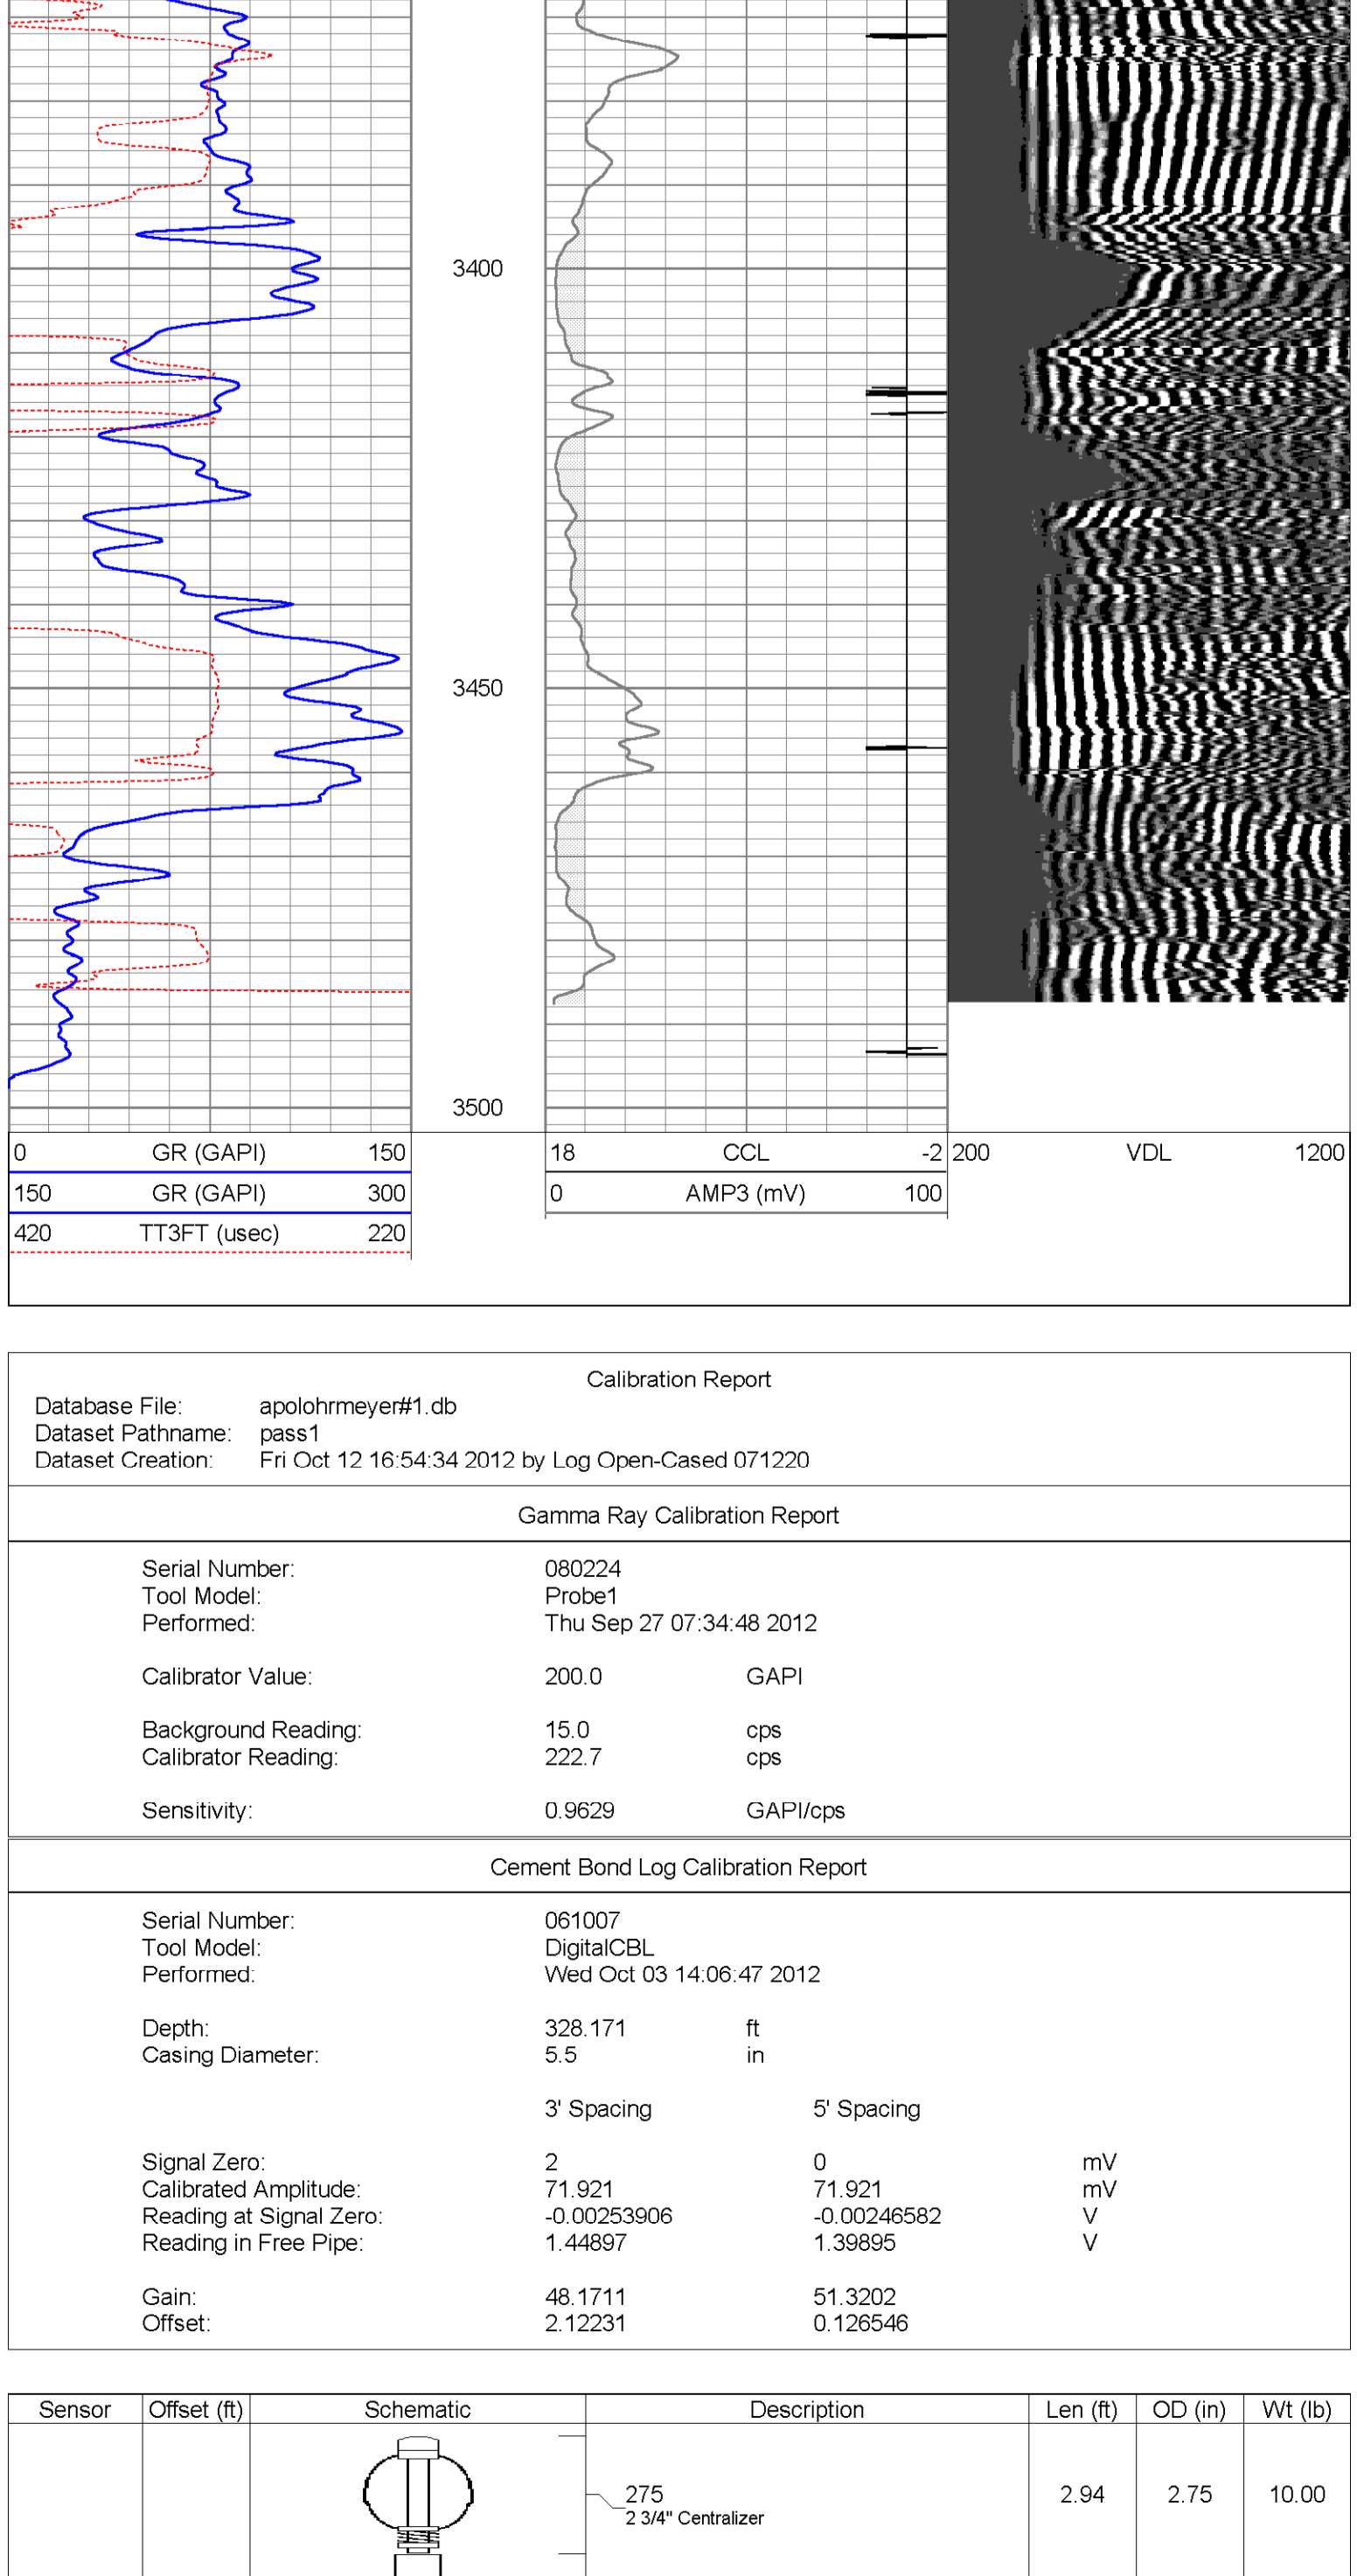 3400
3450
3500
0 GR (GAPI) 150
18 CCL -2
200 VDL 1200
150 GR (GAPI) 300
0 AMP3 (mV) 100
420 TT3FT (usec) 220
Calibration Report
Database File: apolohrmeyer#1.db
Dataset Pathname: pass1
Dataset Creation: Fri Oct 12 16:54:34 2012 by Log Open-Cased 071220
Gamma Ray Calibration Report
Serial Number: 080224
Tool Model: Probe1
Performed: Thu Sep 27 07:34:48 2012
Calibrator Value: 200.0 GAPI
Background Reading: 15.0 cps
Calibrator Reading: 222.7 cps
Sensitivity: 0.9629 GAPI/cps
Cement Bond Log Calibration Report
Serial Number: 061007
Tool Model: DigitalCBL
Performed: Wed Oct 03 14:06:47 2012
Depth: 328.171 ft
Casing Diameter: 5.5 in
3' Spacing 5' Spacing
Signal Zero: 2 0 mV
Calibrated Amplitude: 71.921 71.921 mV
Reading at Signal Zero: -0.00253906 -0.00246582 V
Reading in Free Pipe: 1.44897 1.39895 V
Gain: 48.1711 51.3202
Offset: 2.12231 0.126546
Sensor Offset (ft) Schematic Description Len (ft) OD (in) Wt (lb)
275 2.94 2.75 10.00
2 3/4" Centralizer